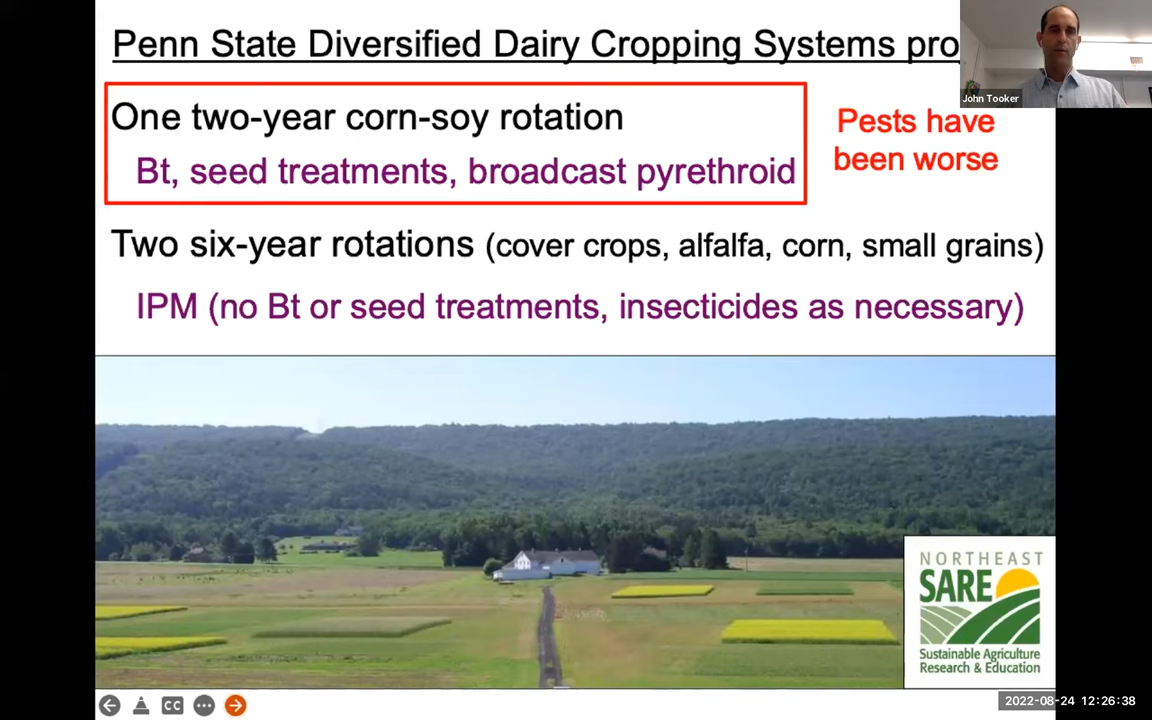 Penn State Diversified Dairy Cropping Systems pro
John Tooker
One two-year corn-soy rotation
Bt, seed treatments, broadcast pyrethroid
Pests have
been worse
Two six-year rotations (cover crops, alfalfa, corn, small grains)
IPM (no Bt or seed treatments, insecticides as necessary)
NORTHEAST
SARE
Sustainable Agriculture
Research & Education
CC
2022-08-24 12:26:38